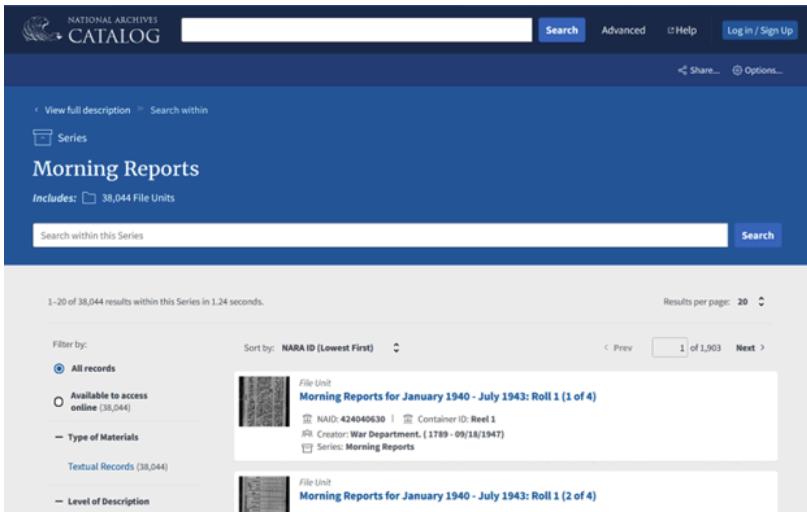 NATIONAL ARCHIVES
CATALOG
Search
Advanced
Help
Log in / Sign Up
Share...
Options...
View full description
Search within
Series
Morning Reports
Includes: 38,044 File Units
Search within this Series
Search
1–20 of 38,044 results within this Series in 1.24 seconds.
Results per page: 20
Filter by:
All records
Available to access
online (38,044)
Type of Materials
Textual Records (38,044)
Level of Description
Sort by: NARA ID (Lowest First)
< Prev 1 of 1,903 Next >
File Unit
Morning Reports for January 1940 - July 1943: Roll 1 (1 of 4)
NAID: 424040630 | Container ID: Reel 1
Creator: War Department. ( 1789 - 09/18/1947)
Series: Morning Reports
File Unit
Morning Reports for January 1940 - July 1943: Roll 1 (2 of 4)